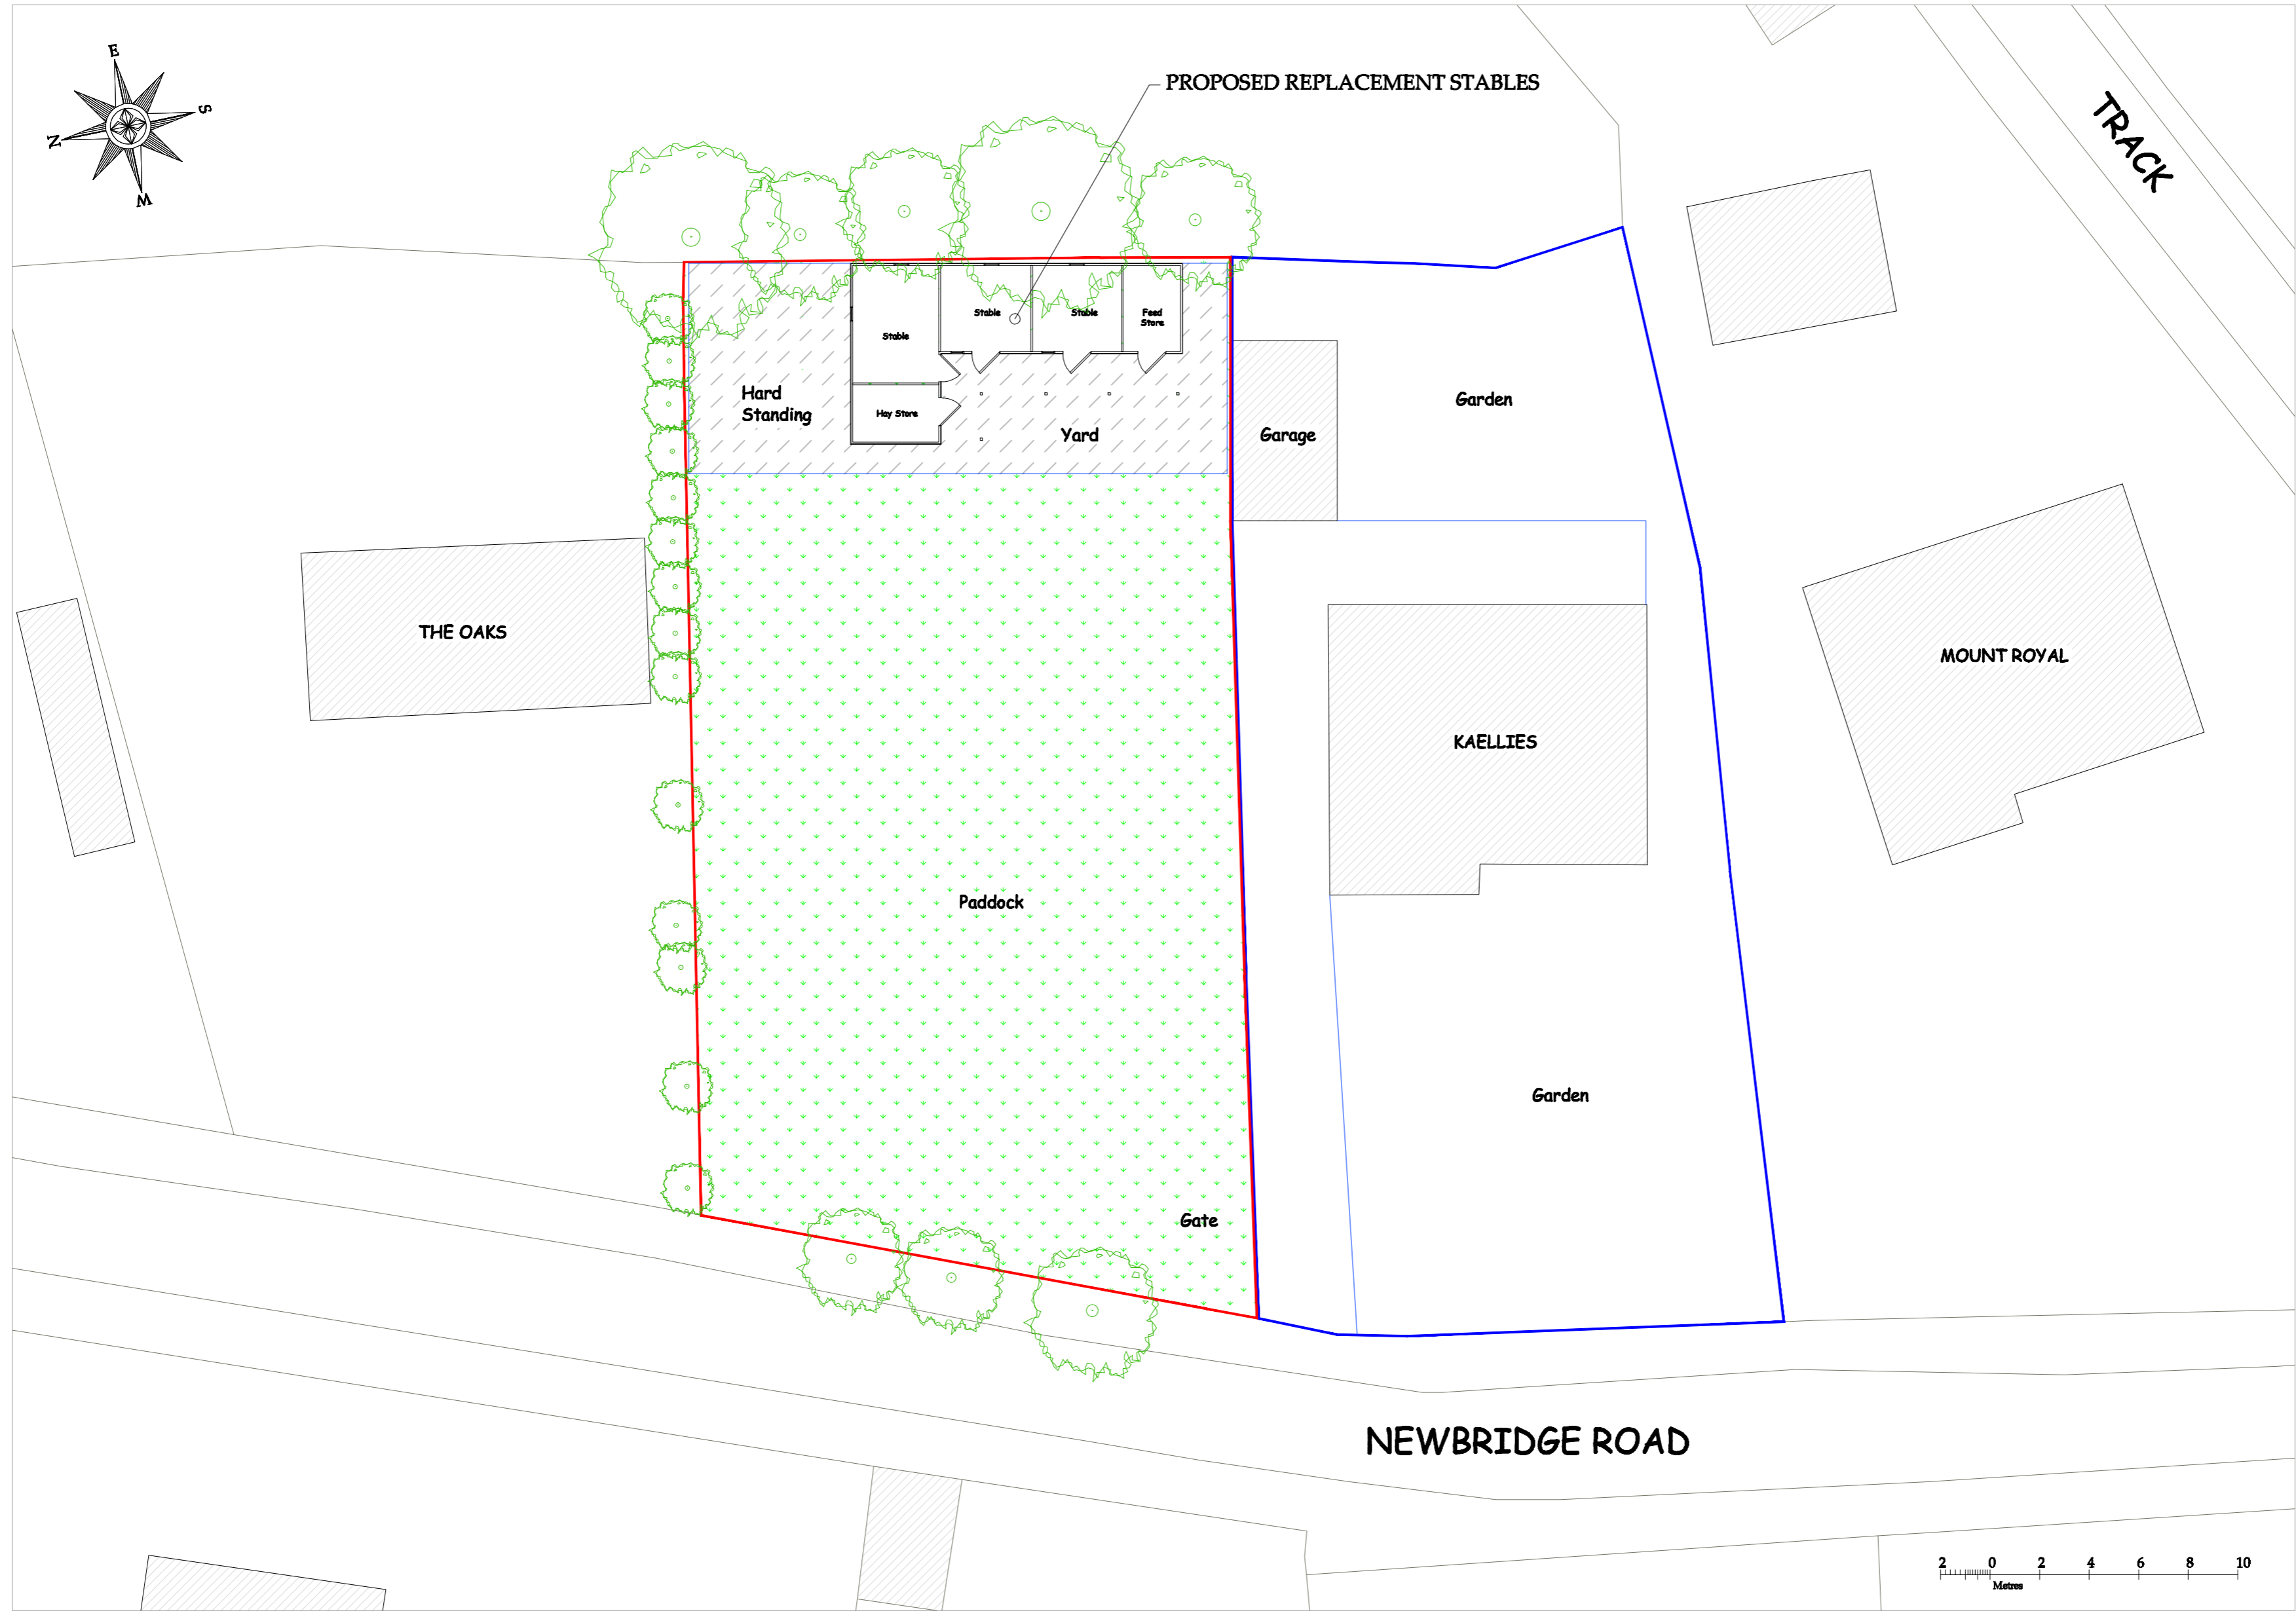 E
S
N
W
PROPOSED REPLACEMENT STABLES
TRACK
Stable
Stable
Stable
Feed
Store
Hard
Standing
Hay Store
Yard
Garage
Garden
THE OAKS
MOUNT ROYAL
KAELLIES
Paddock
Garden
Gate
NEWBRIDGE ROAD
2 0 2 4 6 8 10
Metres